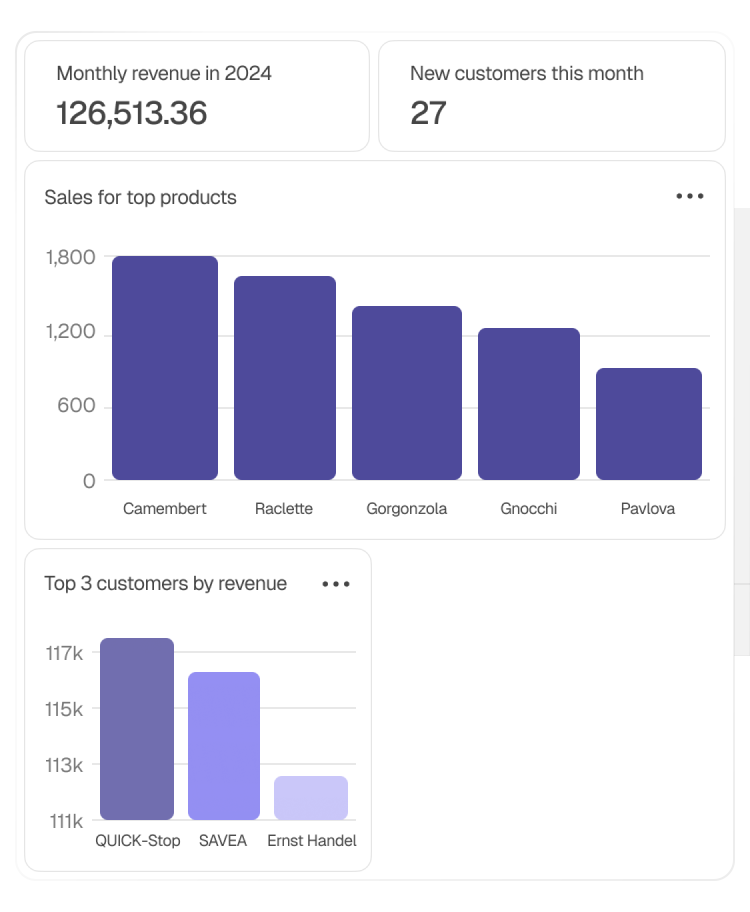 Monthly revenue in 2024
126,513.36
New customers this month
27
Sales for top products
1,800
1,200
600
0
Camembert Raclette Gorgonzola Gnocchi Pavlova
Top 3 customers by revenue
117k
115k
113k
111k
QUICK-Stop SAVEA Ernst Handel